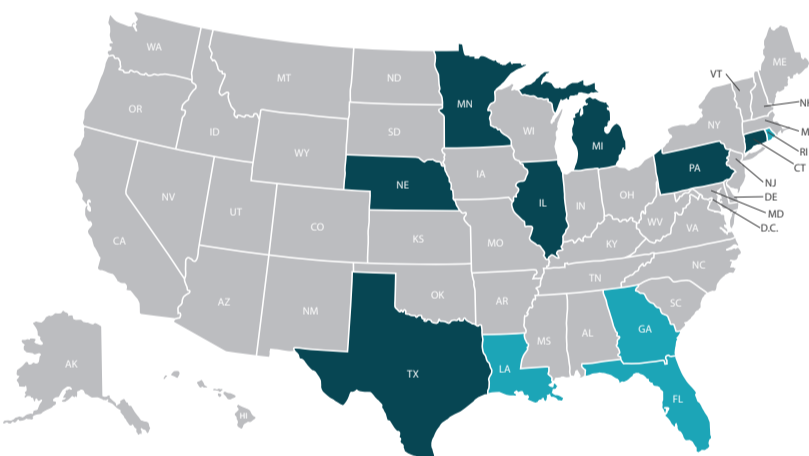 WA
MT
ND
MN
ME
VT
OR
ID
SD
WI
MI
NY
NH
M
RI
CT
WY
NE
IA
PA
NJ
DE
MD
D.C.
NV
UT
CO
KS
MO
IL
IN
OH
WV
VA
KY
CA
AZ
NM
OK
AR
TN
NC
SC
MS
AL
GA
TX
LA
FL
AK
HI